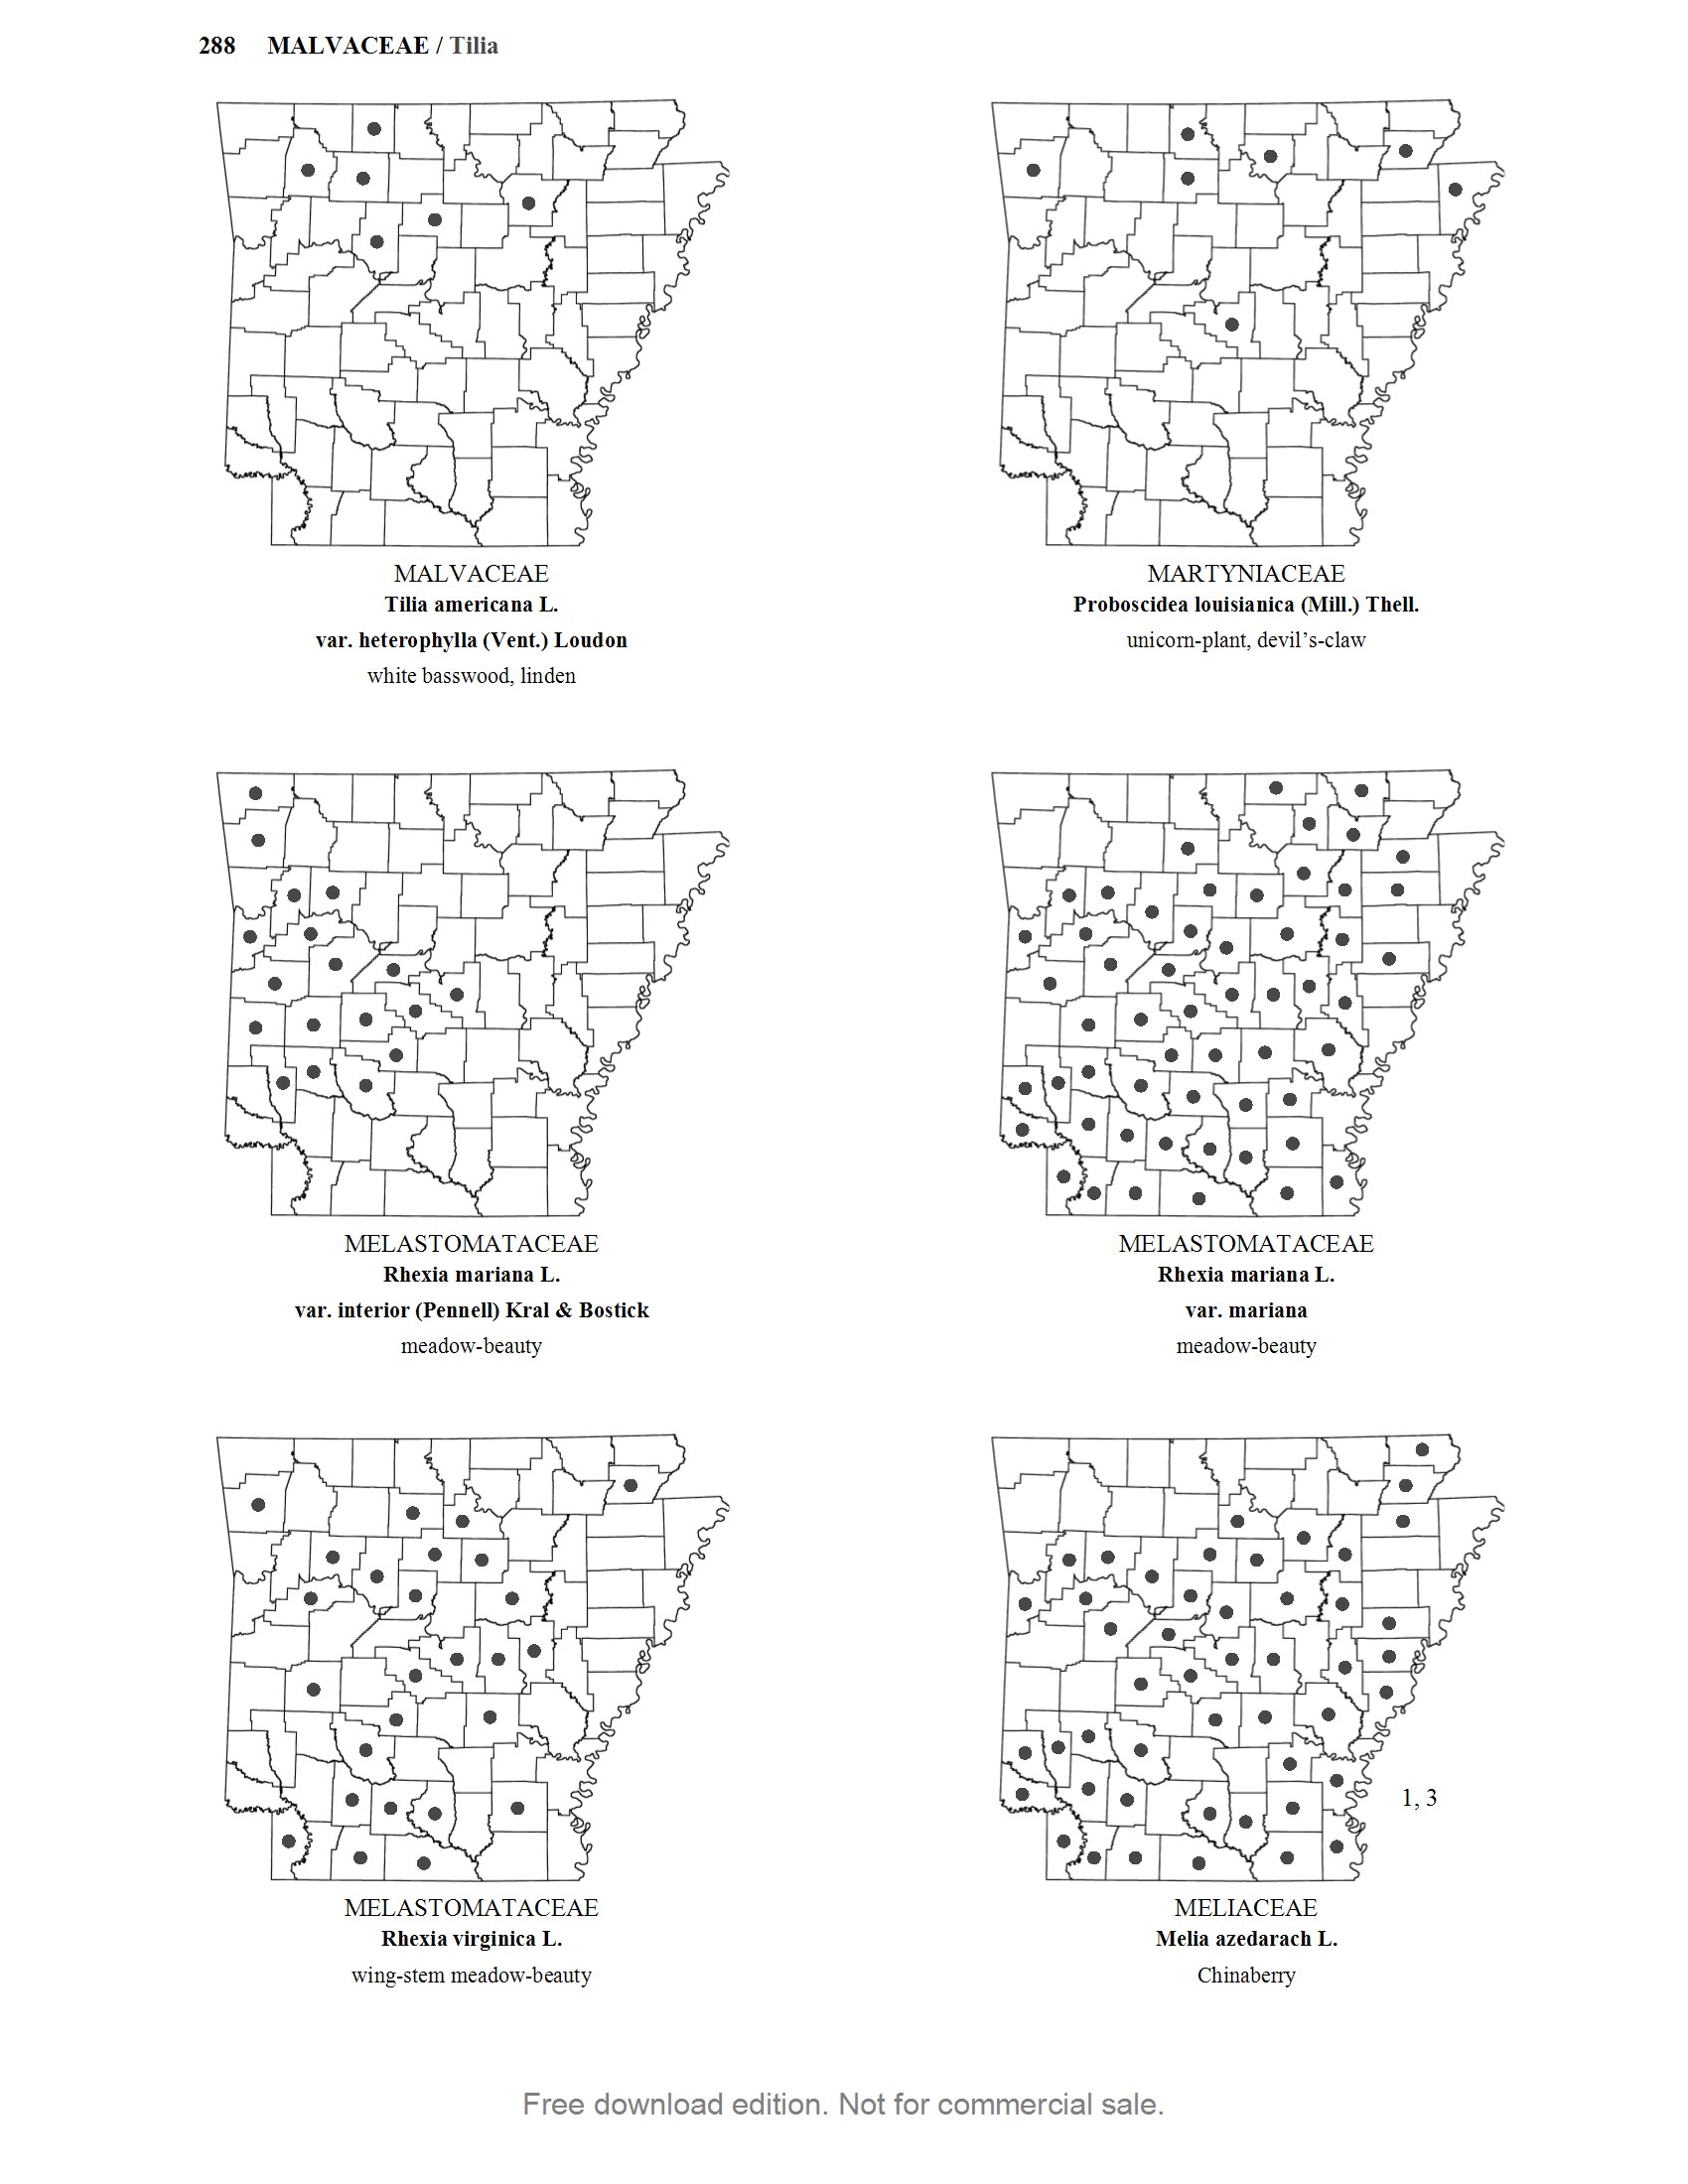 288 MALVACEAE / Tilia
MALVACEAE
Tilia americana L.
var. heterophylla (Vent.) Loudon
white basswood, linden
MARTYNIACEAE
Proboscidea louisianica (Mill.) Thell.
unicorn-plant, devil’s-claw
MELASTOMATACEAE
Rhexia mariana L.
var. interior (Pennell) Kral & Bostick
meadow-beauty
MELASTOMATACEAE
Rhexia mariana L.
var. mariana
meadow-beauty
MELASTOMATACEAE
Rhexia virginica L.
wing-stem meadow-beauty
1, 3
MELIACEAE
Melia azedarach L.
Chinaberry
Free download edition. Not for commercial sale.